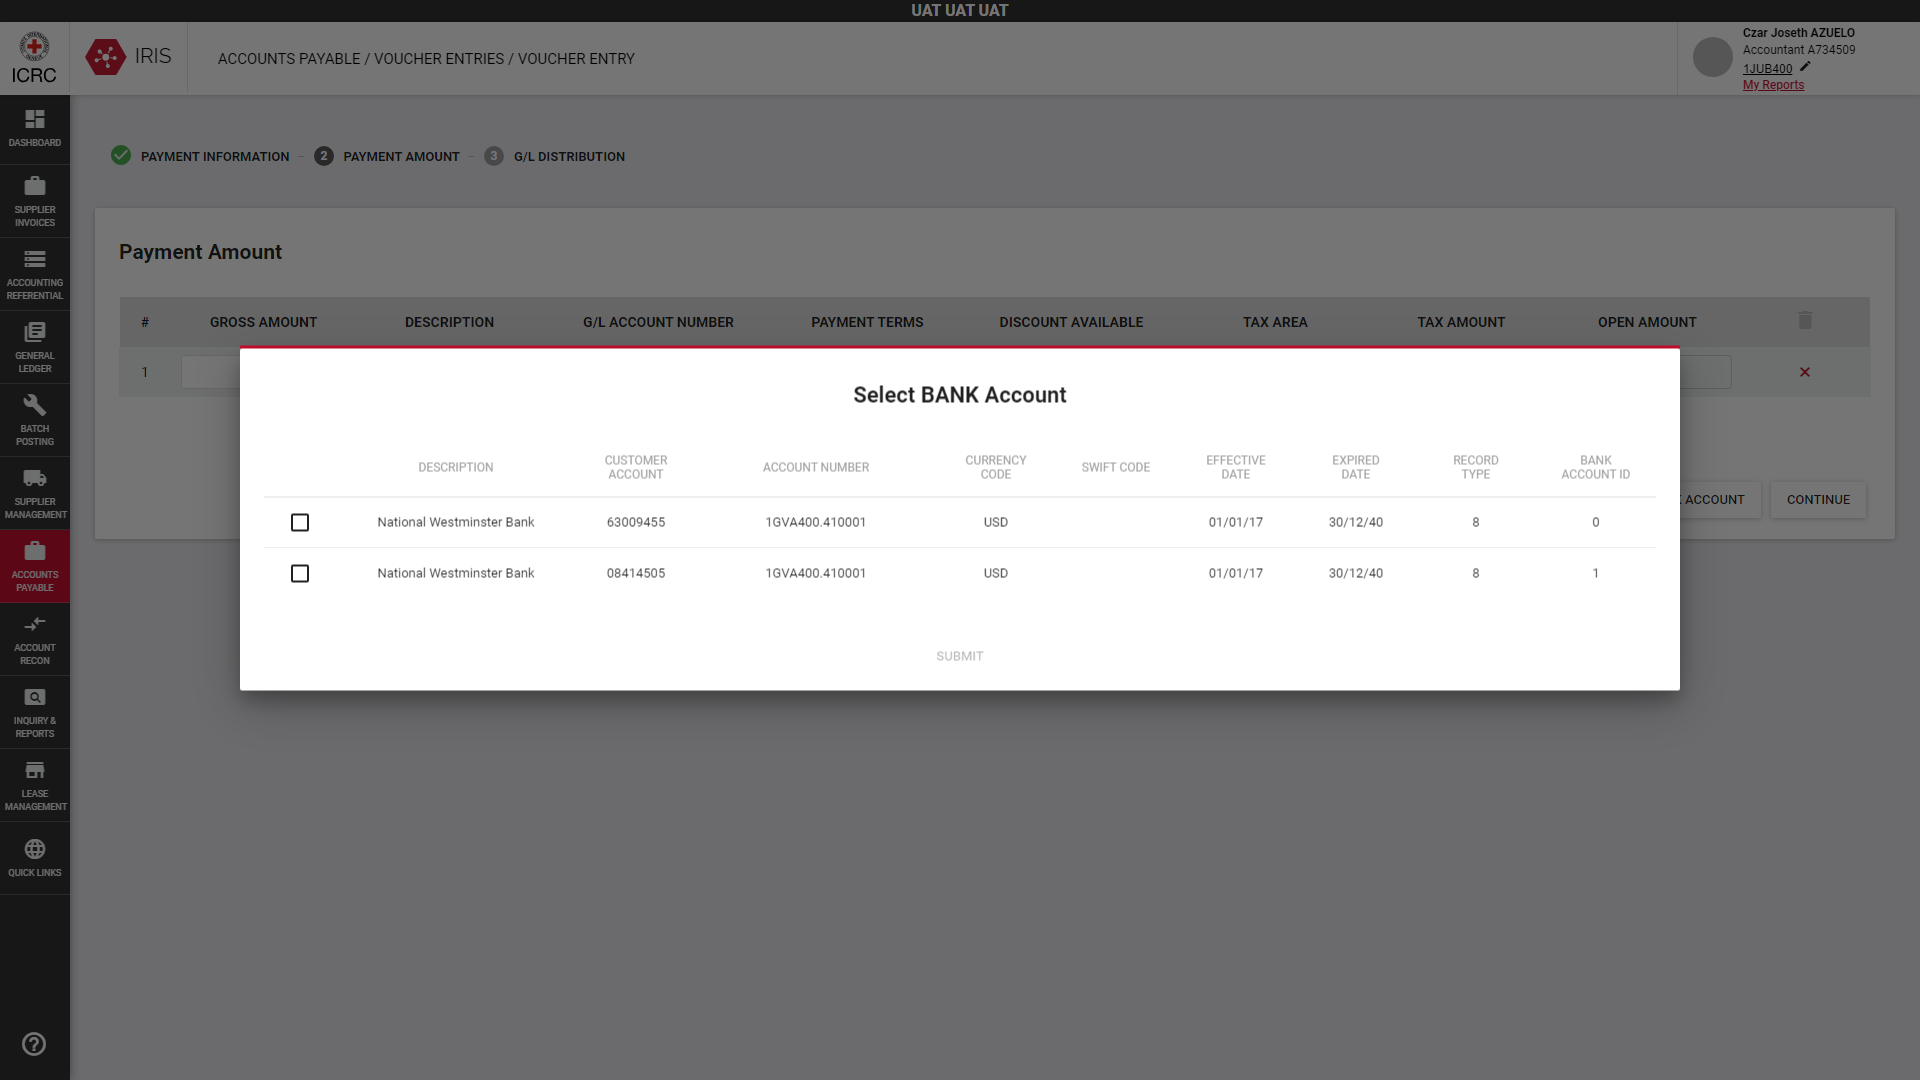 UAT UAT UAT
ICRC
IRIS
ACCOUNTS PAYABLE / VOUCHER ENTRIES / VOUCHER ENTRY
Czar Joseth AZUELO
Accountant A734509
1JUB400
My Reports
DASHBOARD
SUPPLIER
INVOICES
ACCOUNTING
REFERENTIAL
GENERAL
LEDGER
BATCH
POSTING
SUPPLIER
MANAGEMENT
ACCOUNTS
PAYABLE
ACCOUNT
RECON
INQUIRY &
REPORTS
LEASE
MANAGEMENT
QUICK LINKS
PAYMENT INFORMATION
2 PAYMENT AMOUNT
3 G/L DISTRIBUTION
Payment Amount
# GROSS AMOUNT DESCRIPTION G/L ACCOUNT NUMBER PAYMENT TERMS DISCOUNT AVAILABLE TAX AREA TAX AMOUNT OPEN AMOUNT
1
Select BANK Account
DESCRIPTION CUSTOMER ACCOUNT ACCOUNT NUMBER CURRENCY CODE SWIFT CODE EFFECTIVE DATE EXPIRED DATE RECORD TYPE BANK ACCOUNT ID
National Westminster Bank 63009455 1GVA400.410001 USD 01/01/17 30/12/40 8 0
National Westminster Bank 08414505 1GVA400.410001 USD 01/01/17 30/12/40 8 1
SUBMIT
ACCOUNT
CONTINUE